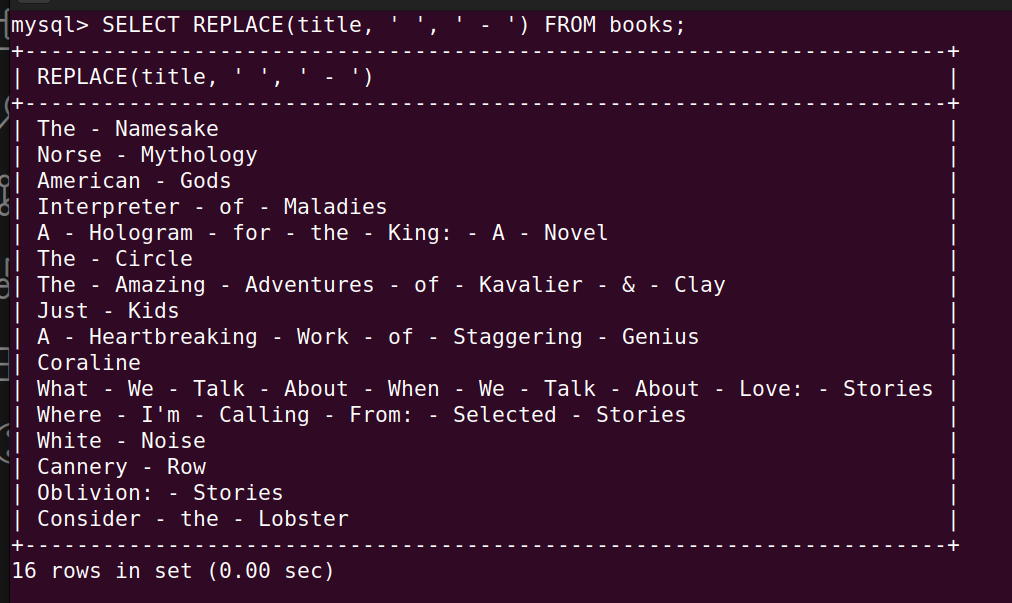 mysql> SELECT REPLACE(title, ' ', ' - ') FROM books;
+-----------------------------------------------------------------------+
| REPLACE(title, ' ', ' - ')                                            |
+-----------------------------------------------------------------------+
| The - Namesake                                                        |
| Norse - Mythology                                                     |
| American - Gods                                                       |
| Interpreter - of - Maladies                                           |
| A - Hologram - for - the - King: - A - Novel                          |
| The - Circle                                                          |
| The - Amazing - Adventures - of - Kavalier - & - Clay                 |
| Just - Kids                                                           |
| A - Heartbreaking - Work - of - Staggering - Genius                   |
| Coraline                                                              |
| What - We - Talk - About - When - We - Talk - About - Love: - Stories |
| Where - I'm - Calling - From: - Selected - Stories                    |
| White - Noise                                                         |
| Cannery - Row                                                         |
| Oblivion: - Stories                                                   |
| Consider - the - Lobster                                              |
+-----------------------------------------------------------------------+
16 rows in set (0.00 sec)